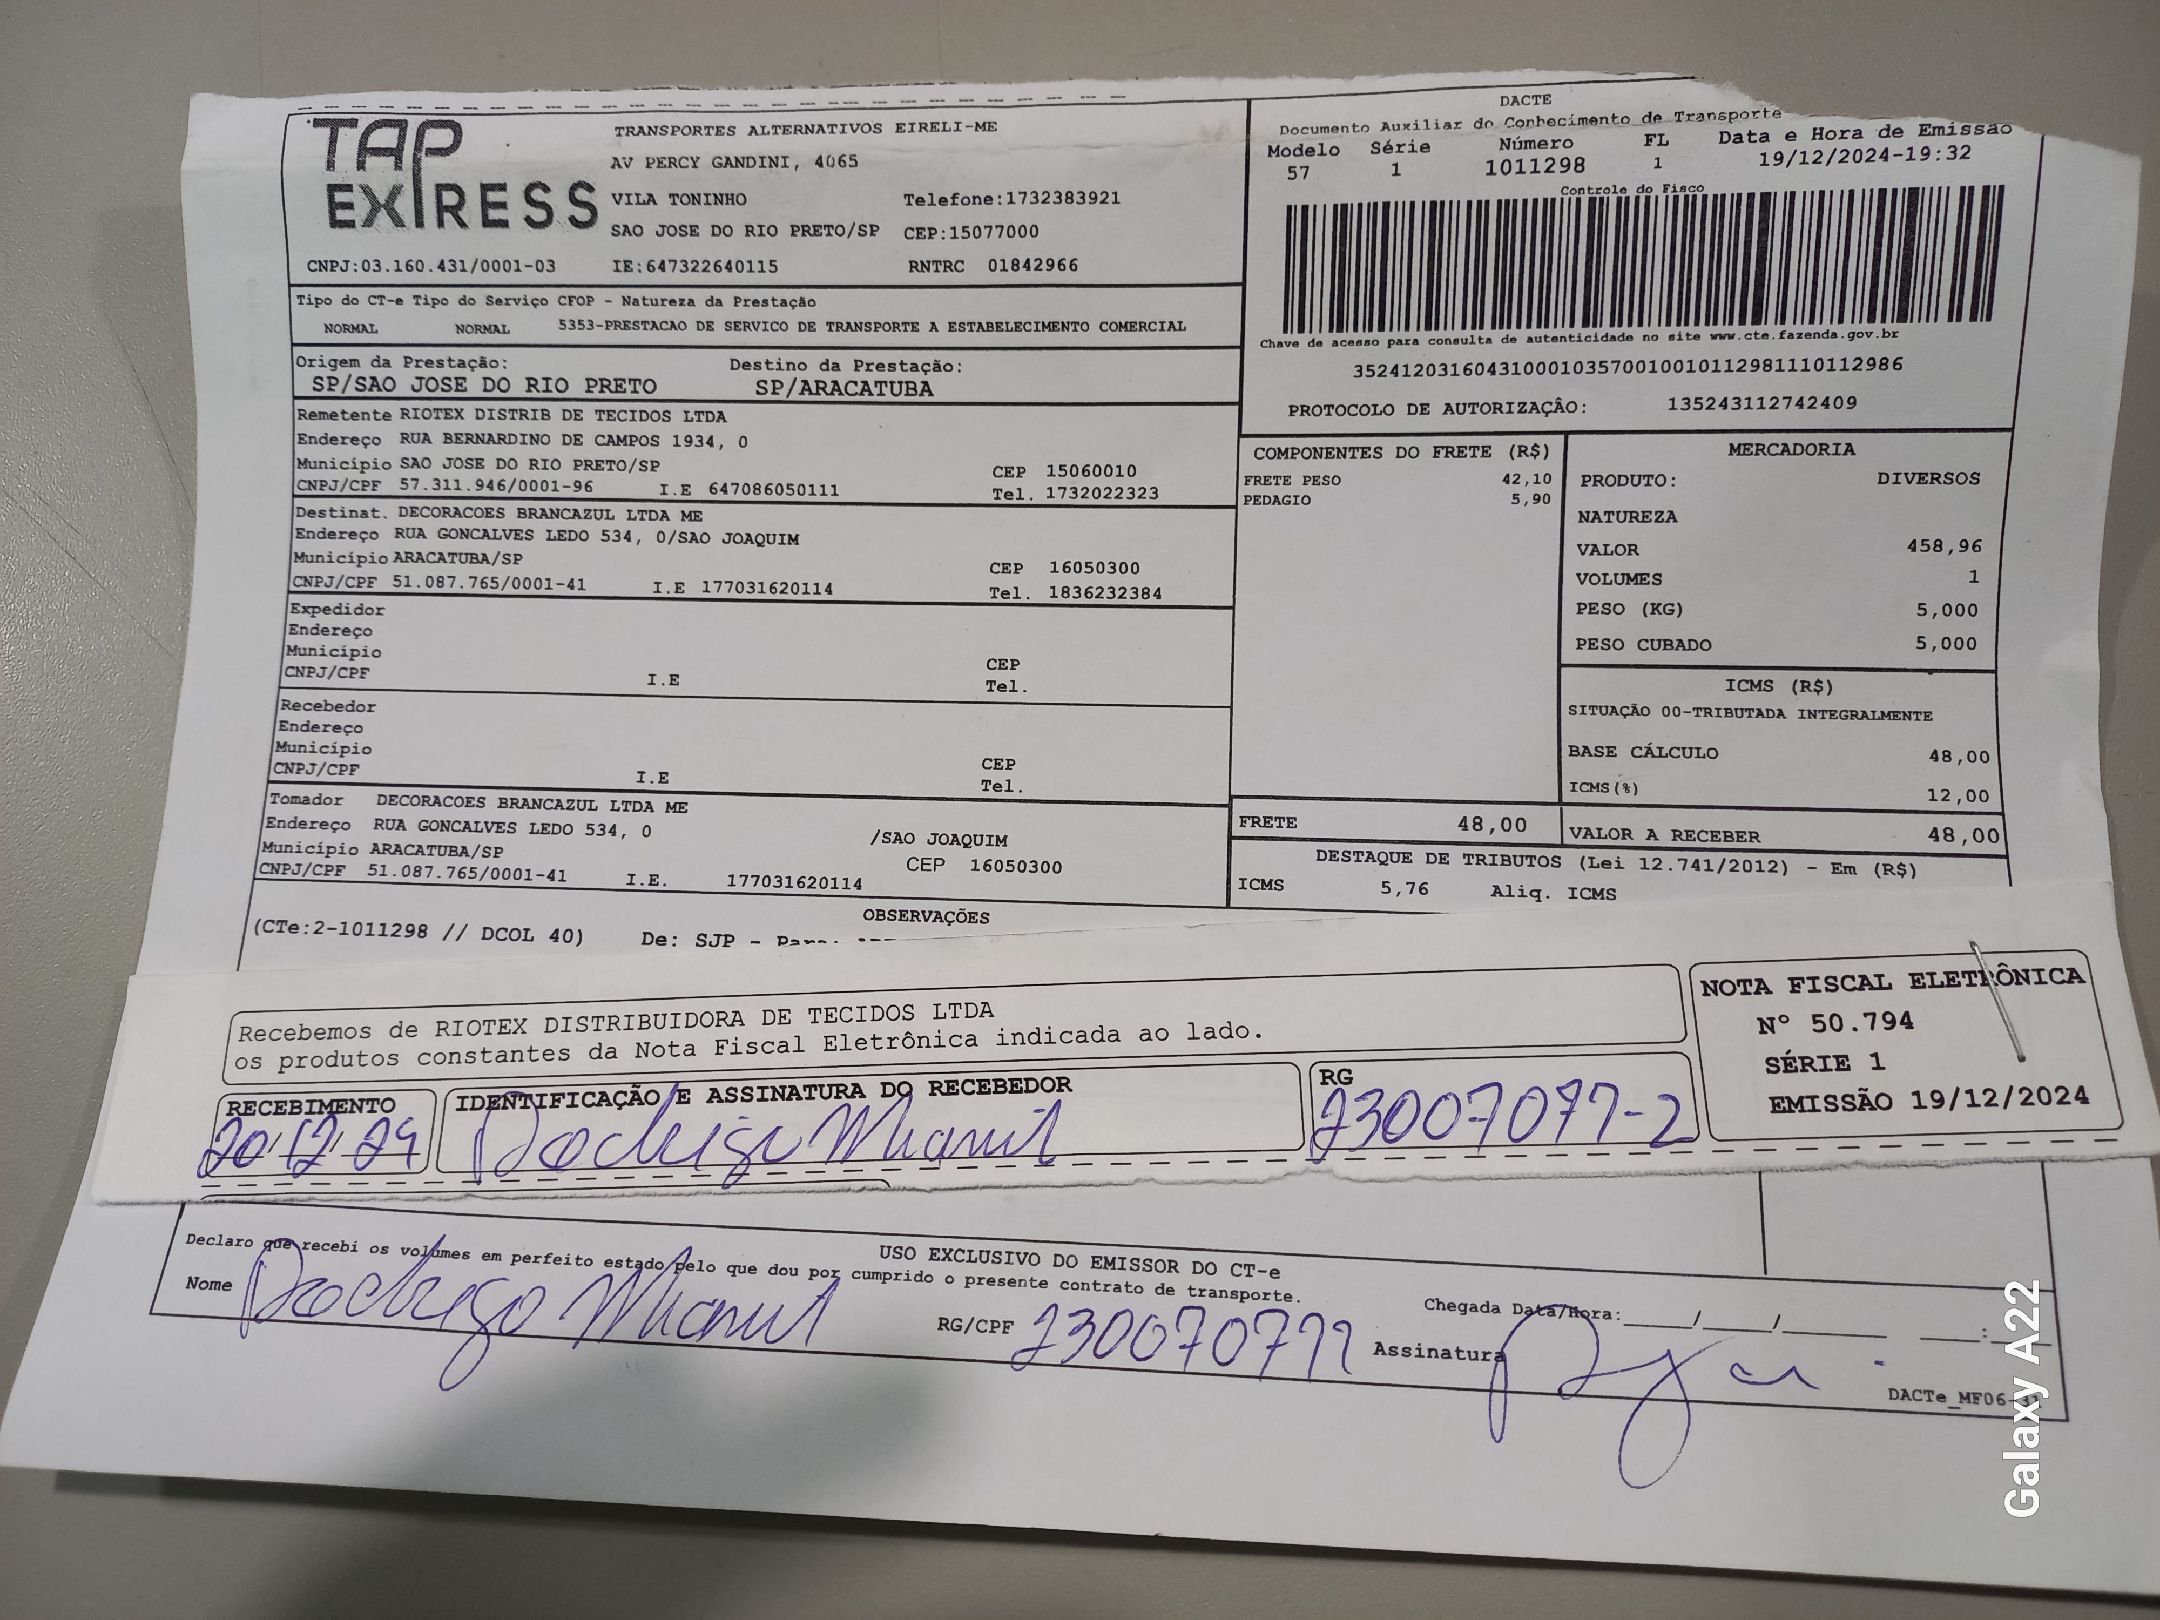 TAP EXPRESS
TRANSPORTES ALTERNATIVOS EIRELI-ME
AV PERCY GANDINI, 4065
VILA TONINHO Telefone:1732383921
SAO JOSE DO RIO PRETO/SP CEP:15077000
CNPJ:03.160.431/0001-03 IE:647322640115 RNTRC 01842966
DACTE
Documento Auxiliar do Conhecimento de Transporte
Modelo Série Número FL Data e Hora de Emissão
57 1 1011298 1 19/12/2024-19:32
Controle do Fisco
Chave de acesso para consulta de autenticidade no site www.cte.fazenda.gov.br
35241203160431000103570010010112981110112986
PROTOCOLO DE AUTORIZAÇÃO: 135243112742409
Tipo do CT-e Tipo do Serviço CFOP - Natureza da Prestação
NORMAL NORMAL 5353-PRESTACAO DE SERVICO DE TRANSPORTE A ESTABELECIMENTO COMERCIAL
Origem da Prestação: Destino da Prestação:
SP/SAO JOSE DO RIO PRETO SP/ARACATUBA
Remetente RIOTEX DISTRIB DE TECIDOS LTDA
Endereço RUA BERNARDINO DE CAMPOS 1934, 0
Município SAO JOSE DO RIO PRETO/SP CEP 15060010
CNPJ/CPF 57.311.946/0001-96 I.E 647086050111 Tel. 1732022323
Destinat. DECORACOES BRANCAZUL LTDA ME
Endereço RUA GONCALVES LEDO 534, 0/SAO JOAQUIM
Município ARACATUBA/SP CEP 16050300
CNPJ/CPF 51.087.765/0001-41 I.E 177031620114 Tel. 1836232384
Expedidor
Endereço
Município CEP
CNPJ/CPF I.E Tel.
Recebedor
Endereço
Município CEP
CNPJ/CPF I.E Tel.
Tomador DECORACOES BRANCAZUL LTDA ME
Endereço RUA GONCALVES LEDO 534, 0 /SAO JOAQUIM
Município ARACATUBA/SP CEP 16050300
CNPJ/CPF 51.087.765/0001-41 I.E. 177031620114
COMPONENTES DO FRETE (R$)
FRETE PESO 42,10
PEDAGIO 5,90
MERCADORIA
PRODUTO: DIVERSOS
NATUREZA
VALOR 458,96
VOLUMES 1
PESO (KG) 5,000
PESO CUBADO 5,000
ICMS (R$)
SITUAÇÃO 00-TRIBUTADA INTEGRALMENTE
BASE CÁLCULO 48,00
ICMS(%) 12,00
FRETE 48,00 VALOR A RECEBER 48,00
DESTAQUE DE TRIBUTOS (Lei 12.741/2012) - Em (R$)
ICMS 5,76 Aliq. ICMS
OBSERVAÇÕES
(CTe:2-1011298 // DCOL 40) De: SJP - Para:
Recebemos de RIOTEX DISTRIBUIDORA DE TECIDOS LTDA
os produtos constantes da Nota Fiscal Eletrônica indicada ao lado.
NOTA FISCAL ELETRÔNICA
Nº 50.794
SÉRIE 1
EMISSÃO 19/12/2024
RECEBIMENTO IDENTIFICAÇÃO E ASSINATURA DO RECEBEDOR RG
20 12 24 Rodrigo 23007077-2
USO EXCLUSIVO DO EMISSOR DO CT-e
Declaro que recebi os volumes em perfeito estado pelo que dou por cumprido o presente contrato de transporte.
Nome Rodrigo RG/CPF Chegada Data/Hora: __/__/____ __:__
Assinatura
DACTe_MF06
Galaxy A22